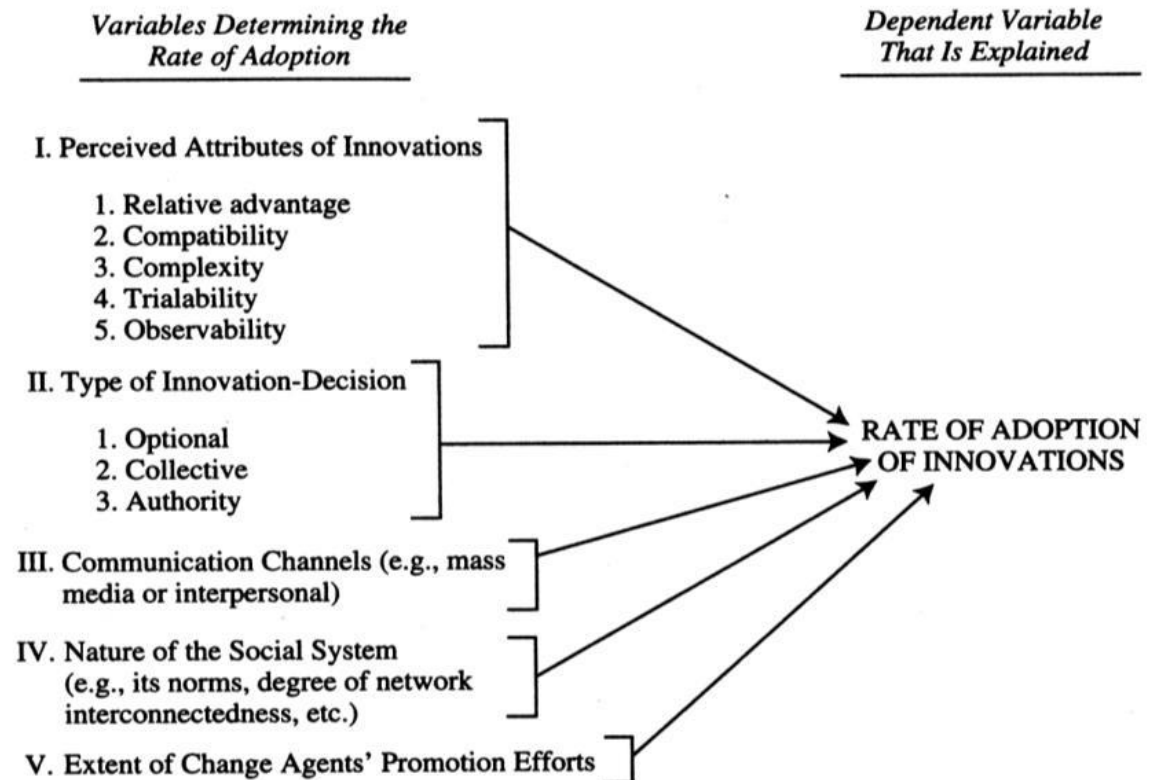 Variables Determining the
Rate of Adoption
Dependent Variable
That Is Explained
I. Perceived Attributes of Innovations
1. Relative advantage
2. Compatibility
3. Complexity
4. Trialability
5. Observability
II. Type of Innovation-Decision
1. Optional
2. Collective
3. Authority
III. Communication Channels (e.g., mass
media or interpersonal)
IV. Nature of the Social System
(e.g., its norms, degree of network
interconnectedness, etc.)
V. Extent of Change Agents’ Promotion Efforts
RATE OF ADOPTION
OF INNOVATIONS